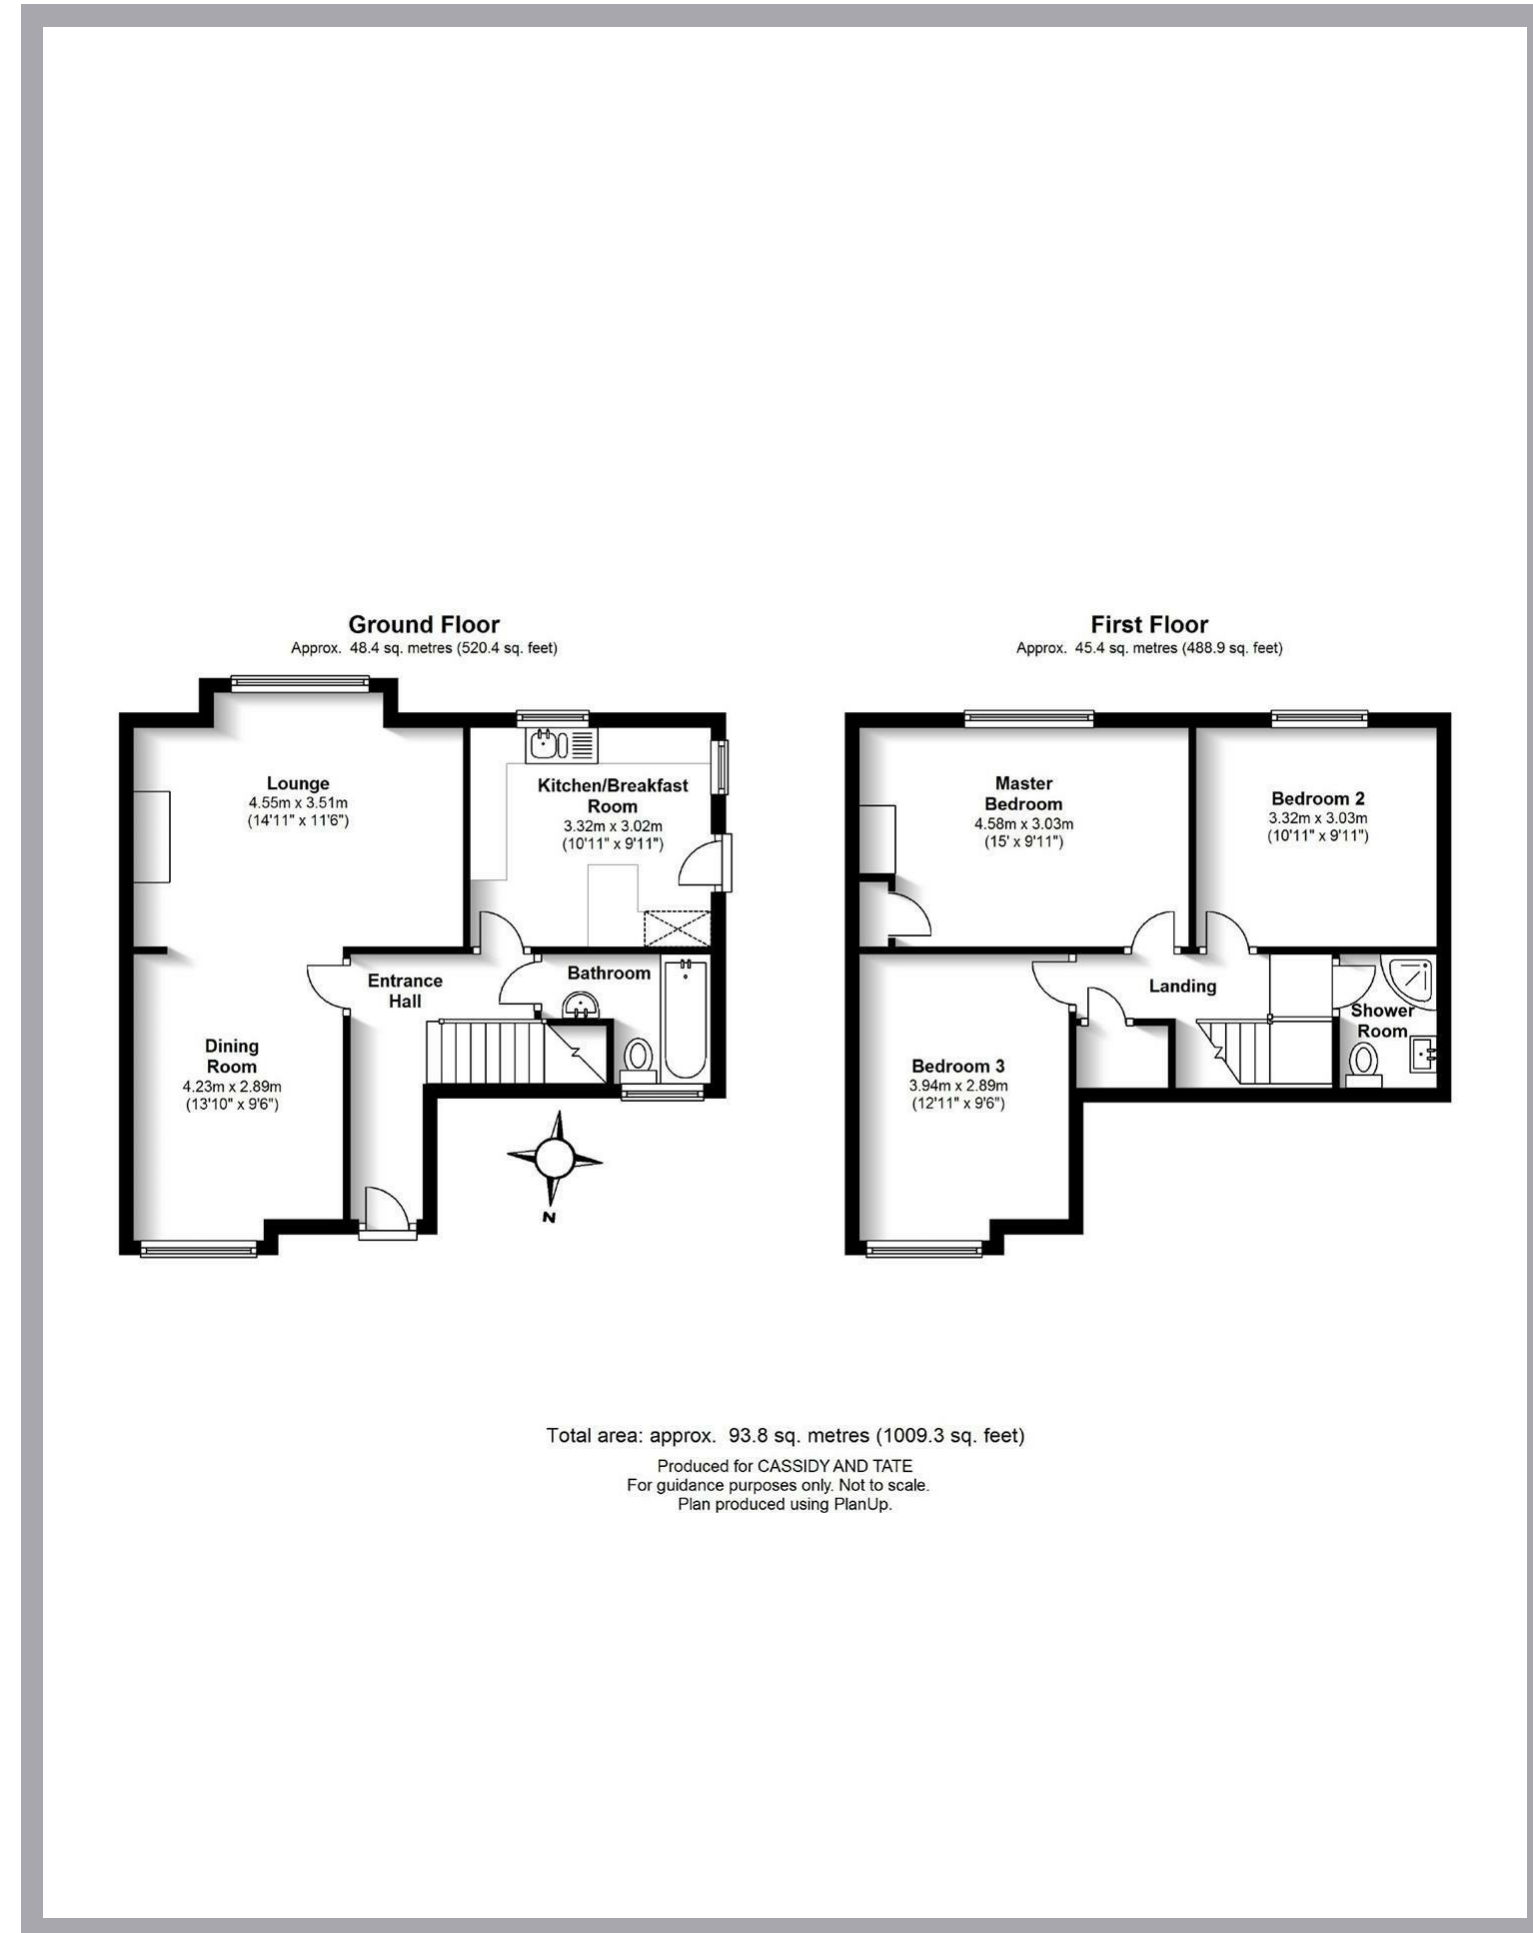 Ground Floor
Approx. 48.4 sq. metres (520.4 sq. feet)
Lounge
4.55m x 3.51m
(14'11" x 11'6")
Kitchen/Breakfast
Room
3.32m x 3.02m
(10'11" x 9'11")
Entrance
Hall
Bathroom
Dining
Room
4.23m x 2.89m
(13'10" x 9'6")
N
First Floor
Approx. 45.4 sq. metres (488.9 sq. feet)
Master
Bedroom
4.58m x 3.03m
(15' x 9'11")
Bedroom 2
3.32m x 3.03m
(10'11" x 9'11")
Landing
Shower
Room
Bedroom 3
3.94m x 2.89m
(12'11" x 9'6")
Total area: approx. 93.8 sq. metres (1009.3 sq. feet)
Produced for CASSIDY AND TATE
For guidance purposes only. Not to scale.
Plan produced using PlanUp.